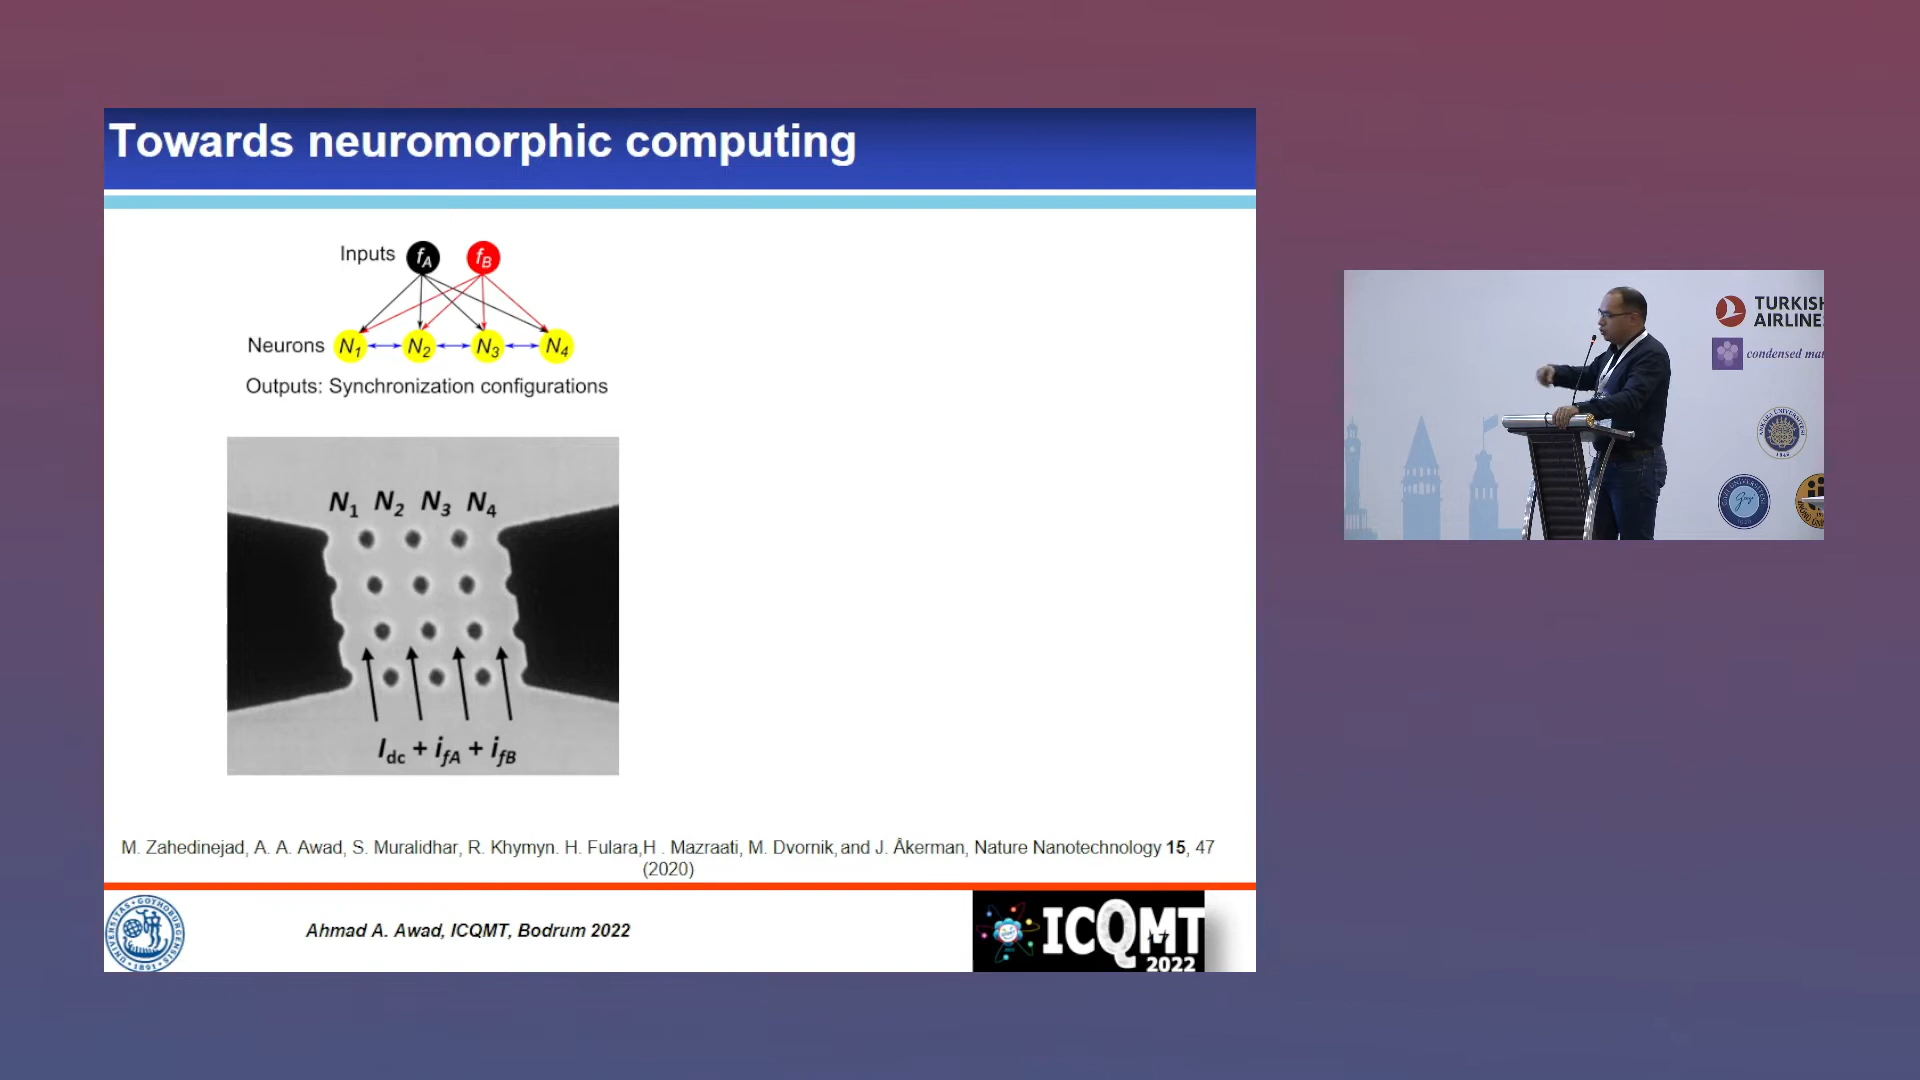 Towards neuromorphic computing
Inputs fA fB
Neurons N1 N2 N3 N4
Outputs: Synchronization configurations
N1 N2 N3 N4
Idc + ifA + ifB
M. Zahedinejad, A. A. Awad, S. Muralidhar, R. Khymyn. H. Fulara,H . Mazraati, M. Dvornik, and J. Åkerman, Nature Nanotechnology 15, 47
(2020)
Ahmad A. Awad, ICQMT, Bodrum 2022
ICQMT
2022
TURKISH
AIRLINE
condensed mat